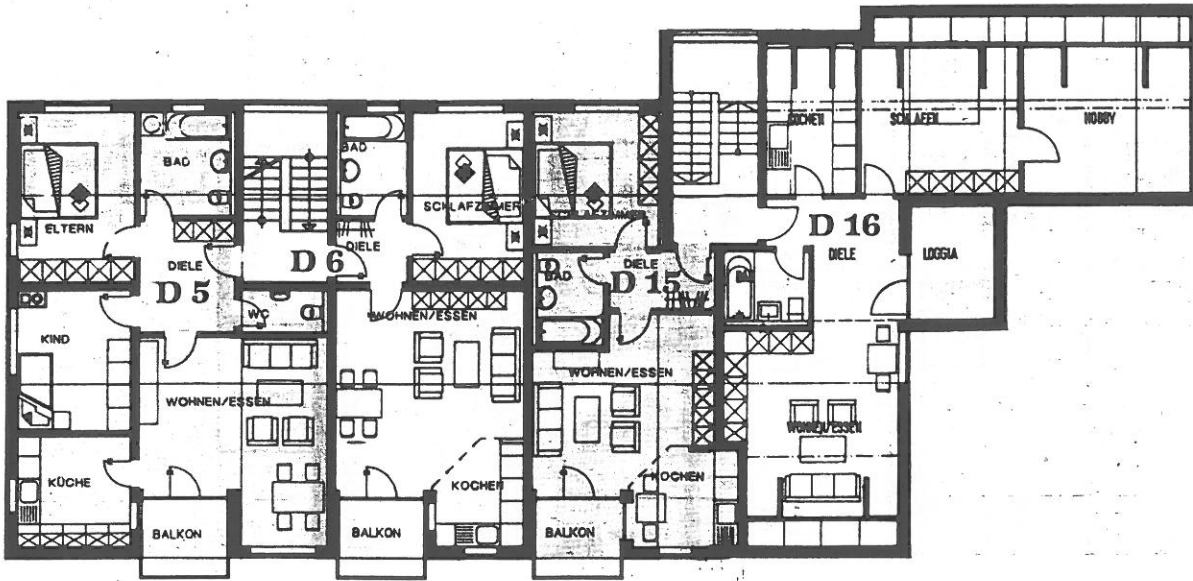 ELTERN
BAD
DIELE
D 5
KIND
WC
WOHNEN/ESSEN
KÜCHE
BALKON
BAD
SCHLAFZIMMER
DIELE
D 6
WOHNEN/ESSEN
KOCHEN
BALKON
BAD
DIELE
D 15
WOHNEN/ESSEN
KOCHEN
BALKON
KOCHEN
SCHLAFEN
HOBBY
D 16
DIELE
LOGGIA
WOHNEN/ESSEN